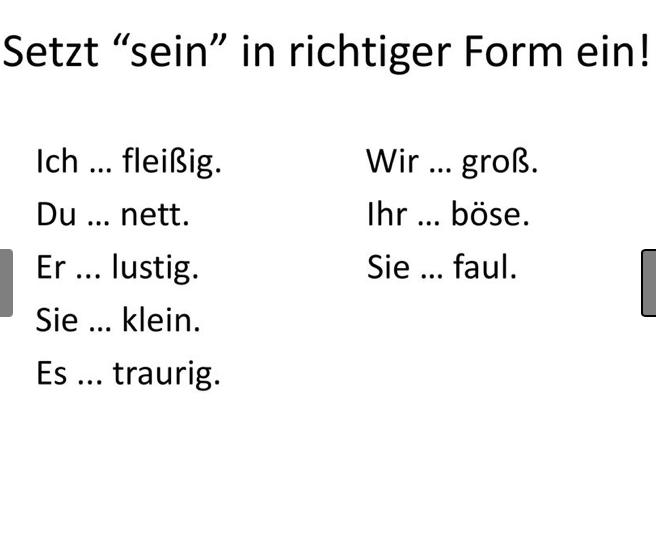 Setzt “sein” in richtiger Form ein!
Ich ... fleißig.
Du ... nett.
Er ... lustig.
Sie ... klein.
Es ... traurig.
Wir ... groß.
Ihr ... böse.
Sie ... faul.